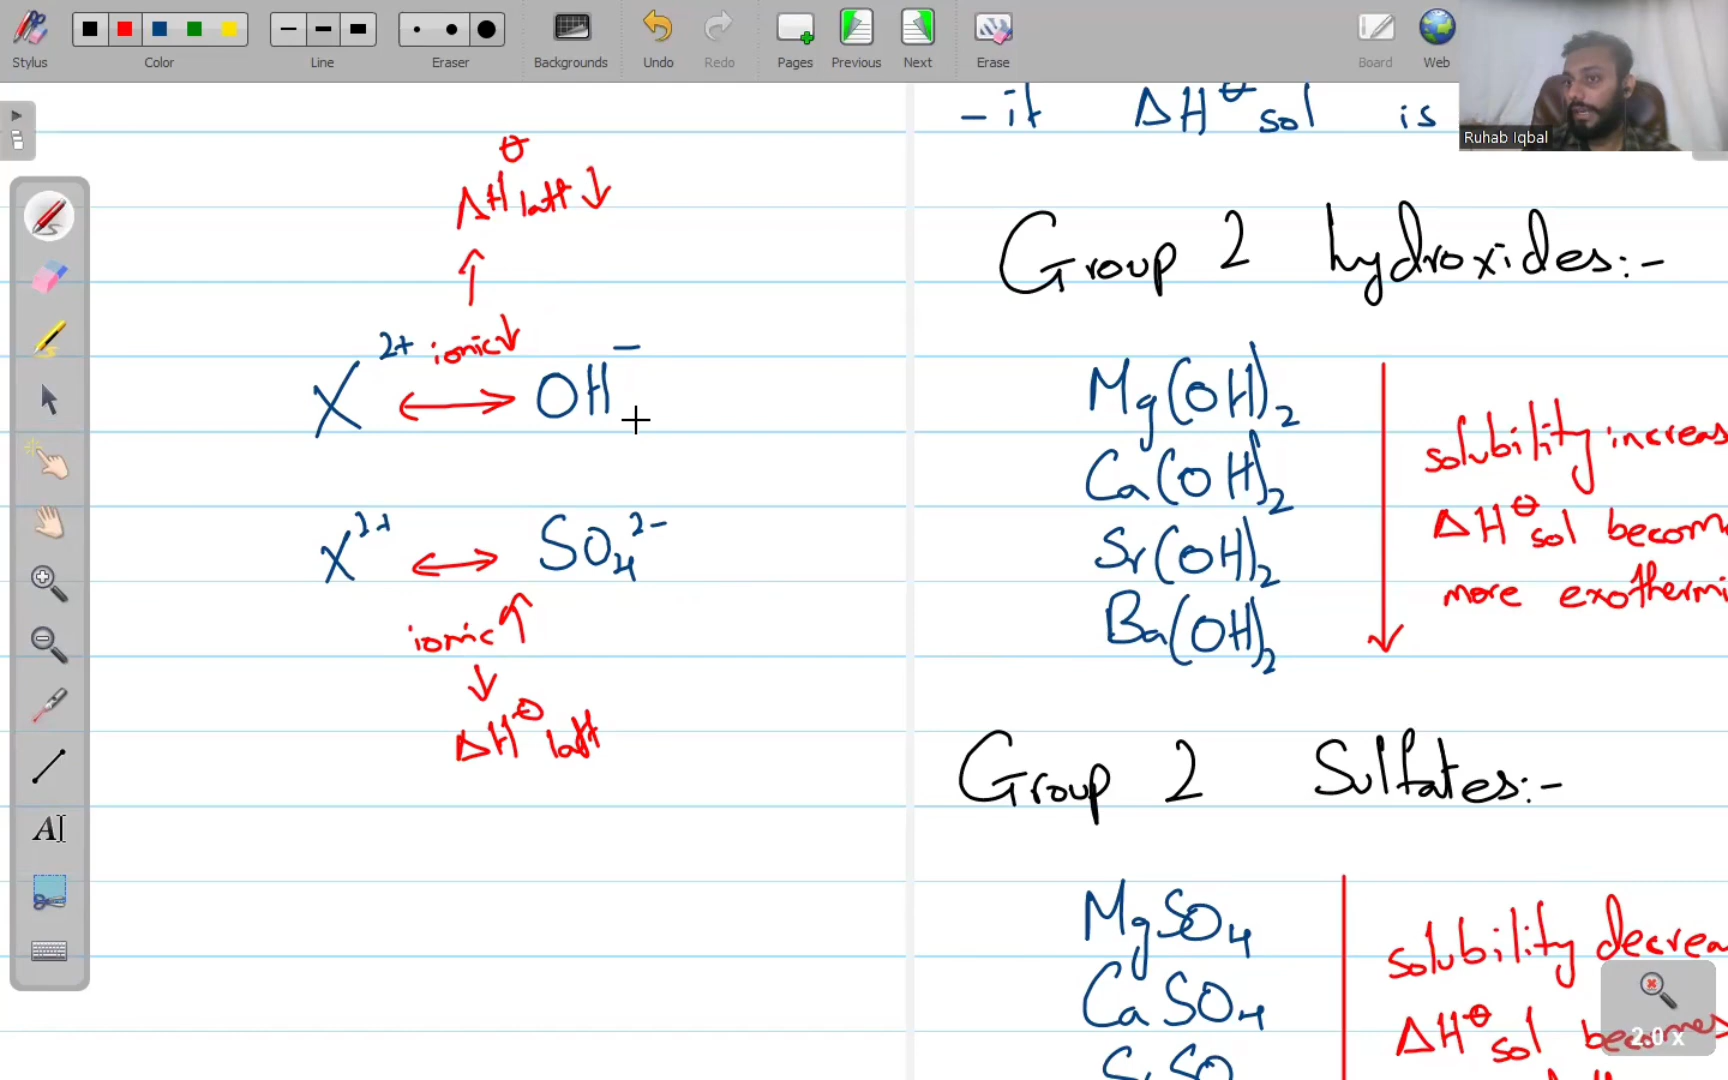 Stylus
Color
Line
Eraser
Backgrounds
Undo
Redo
Pages
Previous
Next
Erase
Board
Web
Ruhab Iqbal
ΔH⦵latt ↓
↑
X²⁺ ionic↓ OH⁻
↔
X²⁺ ↔ SO₄²⁻
ionic↑
↓
ΔH⦵latt
ΔH⦵sol is
Group 2 hydroxides:-
Mg(OH)₂
Ca(OH)₂
Sr(OH)₂
Ba(OH)₂
solubility increas
ΔH⦵sol becom
more exothermi
Group 2 Sulfates:-
MgSO₄
CaSO₄
solubility decrea
ΔH⦵sol becomes
2.0 x